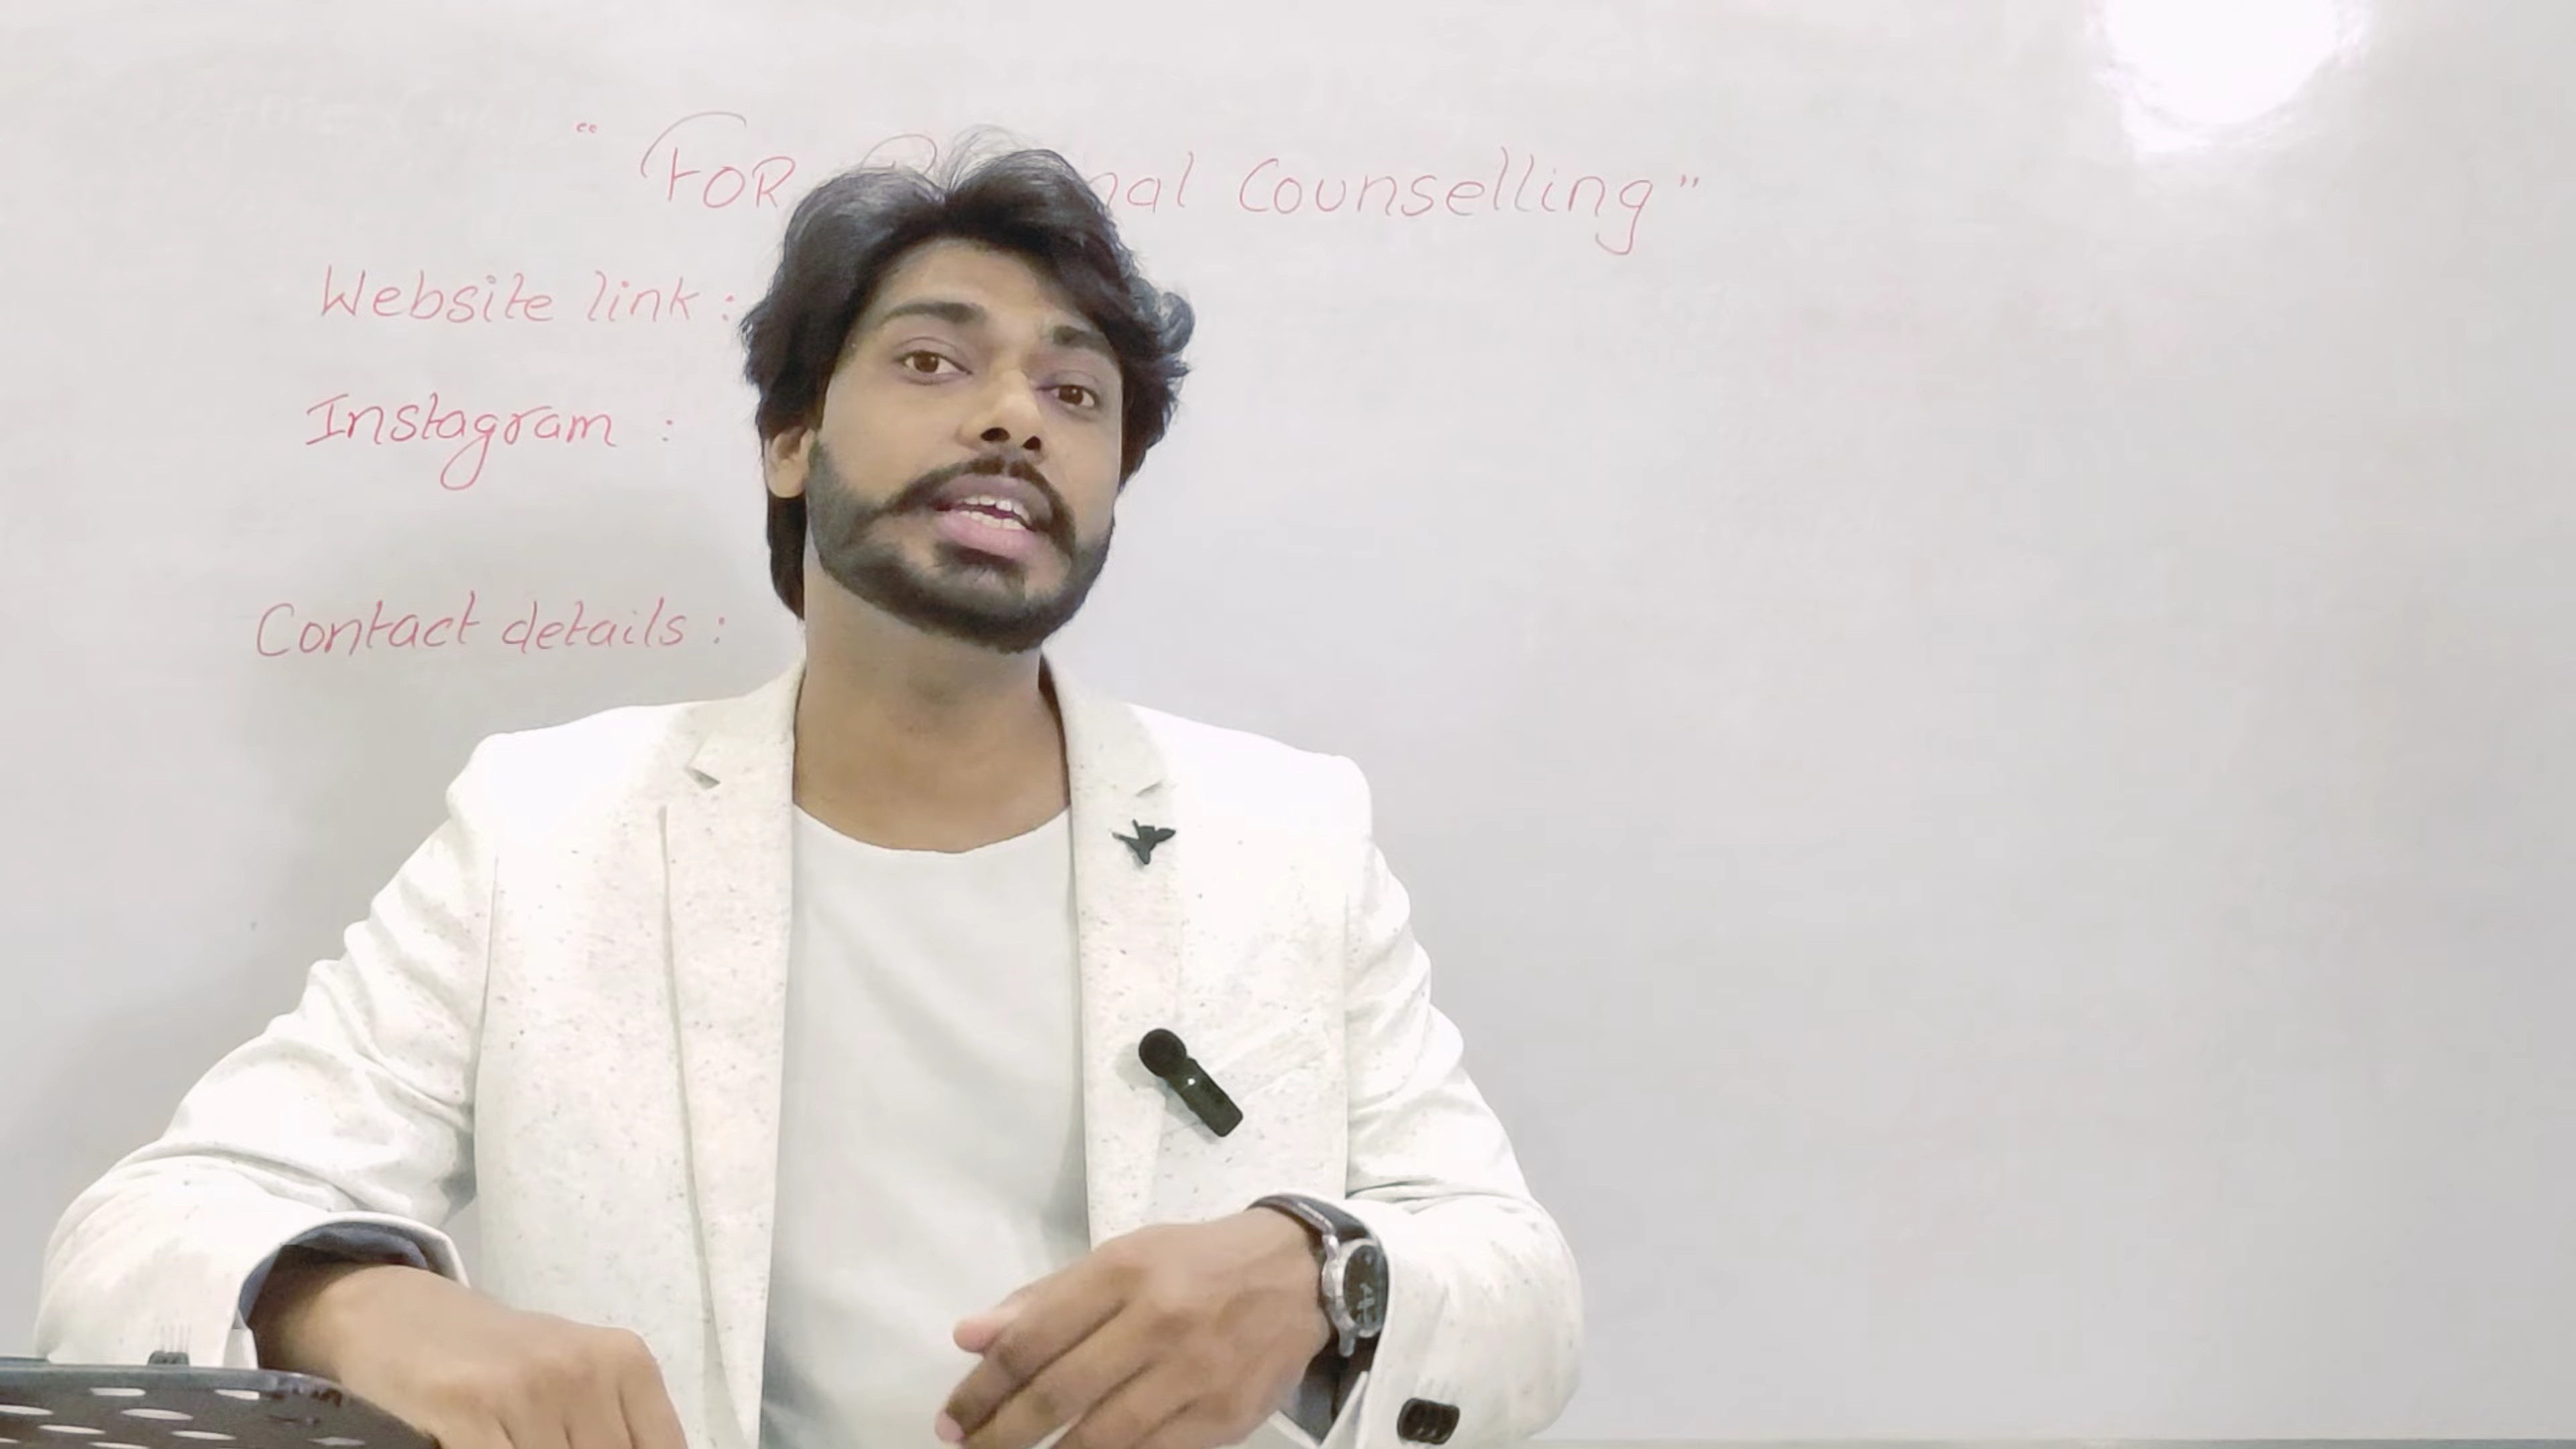 “ FOR Counselling ”
Website link :
Instagram :
Contact details :